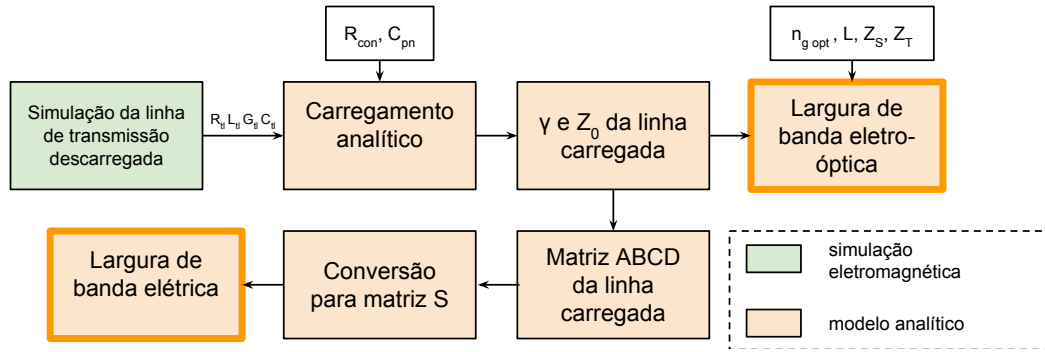 R_con, C_pn
n_g opt, L, Z_S, Z_T
Simulação da linha
de transmissão
descarregada
R_tl L_tl G_tl C_tl
Carregamento
analítico
γ e Z_0 da linha
carregada
Largura de
banda eletro-
óptica
Largura de
banda elétrica
Conversão
para matriz S
Matriz ABCD
da linha
carregada
simulação
eletromagnética
modelo analítico